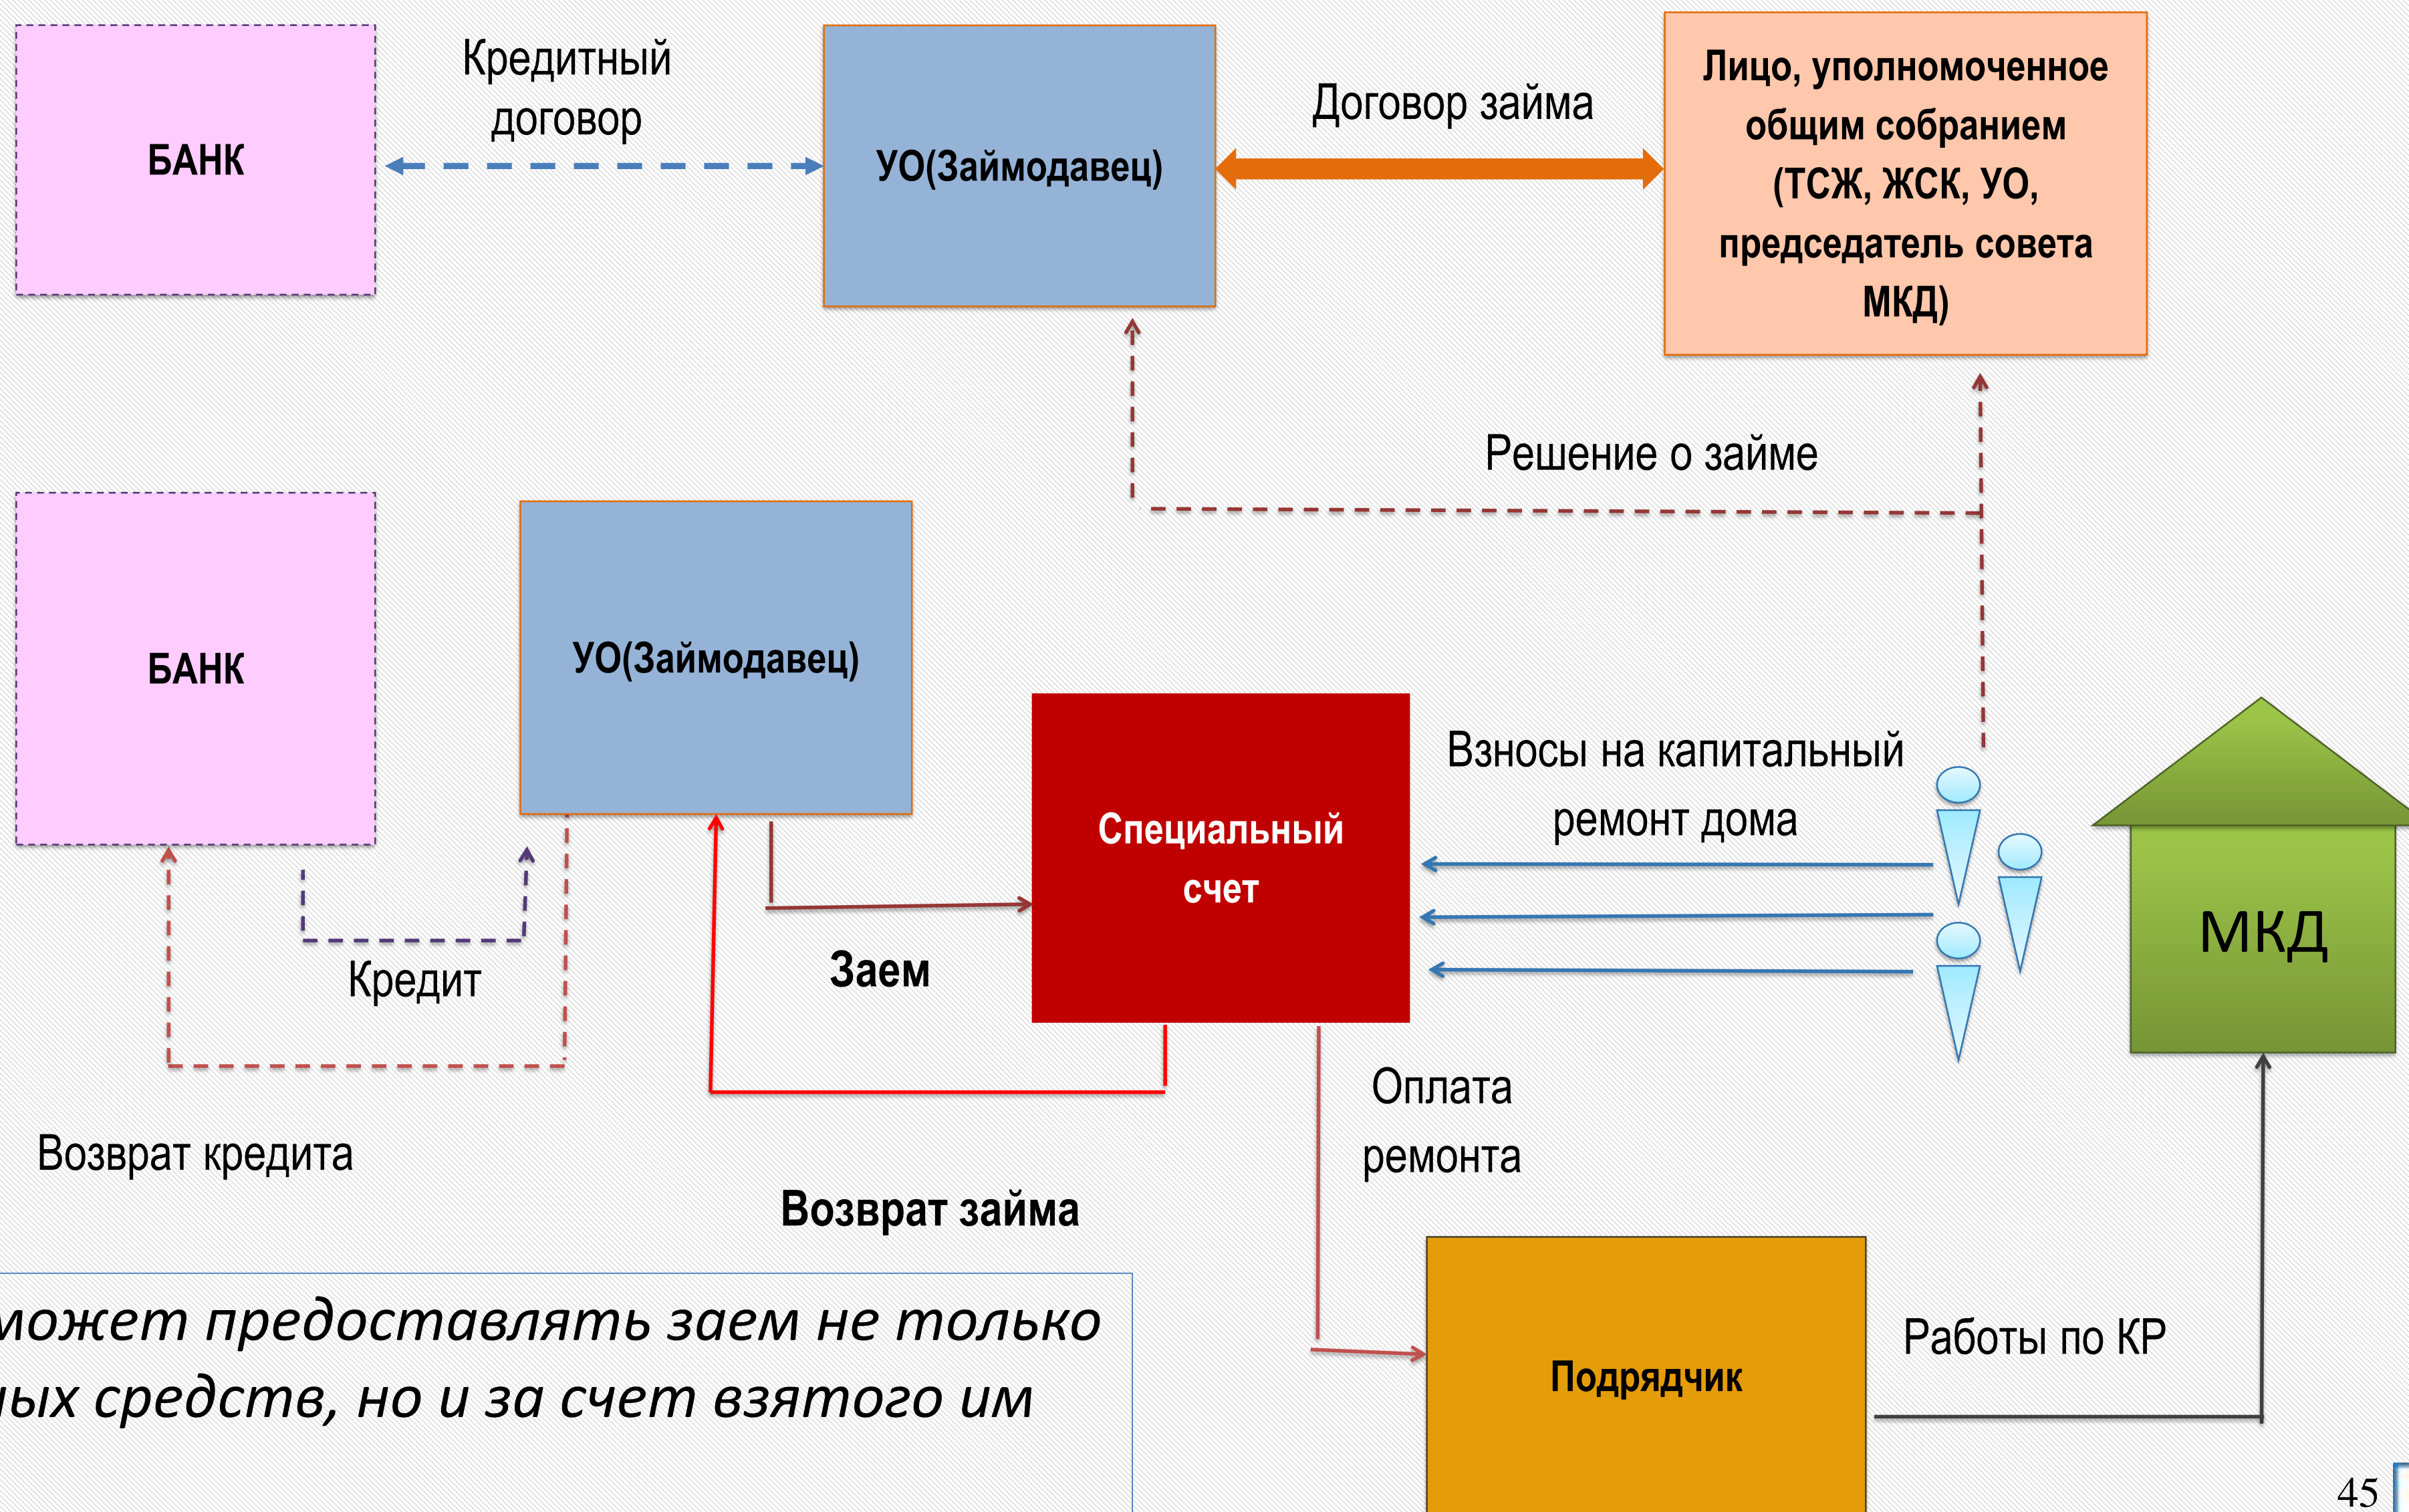 БАНК
Кредитный
договор
УО(Займодавец)
Договор займа
Лицо, уполномоченное
общим собранием
(ТСЖ, ЖСК, УО,
председатель совета
МКД)
Решение о займе
БАНК
УО(Займодавец)
Специальный
счет
Взносы на капитальный
ремонт дома
МКД
Кредит
Заем
Оплата
ремонта
Возврат кредита
Возврат займа
может предоставлять заем не только
средств, но и за счет взятого им
Подрядчик
Работы по КР
45